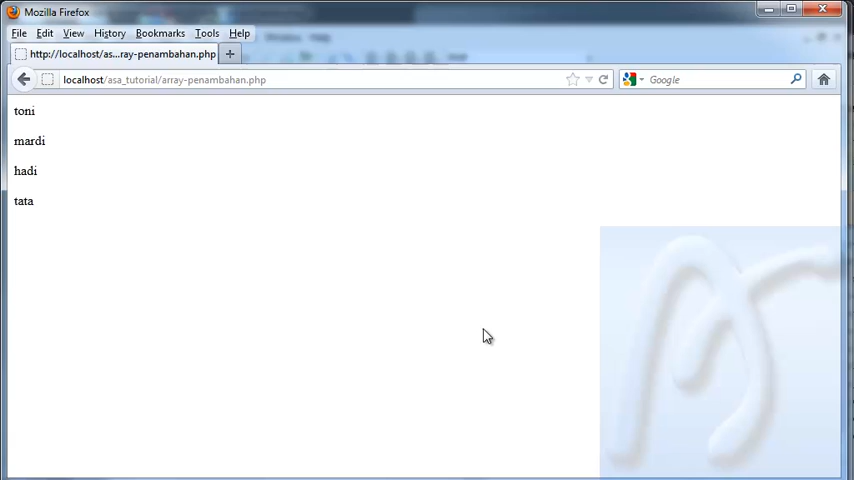 Mozilla Firefox
File Edit View History Bookmarks Tools Help
http://localhost/as...ray-penambahan.php
localhost/asa_tutorial/array-penambahan.php
Google
toni
mardi
hadi
tata